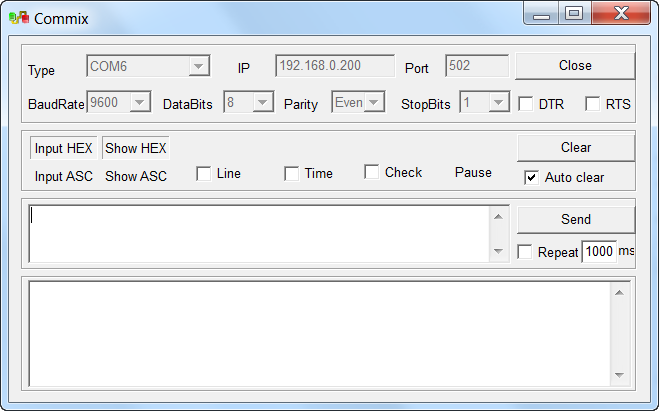 Commix
Type COM6 IP 192.168.0.200 Port 502 Close
BaudRate 9600 DataBits 8 Parity Even StopBits 1 DTR RTS
Input HEX Show HEX Clear
Input ASC Show ASC Line Time Check Pause Auto clear
Send
Repeat 1000 ms